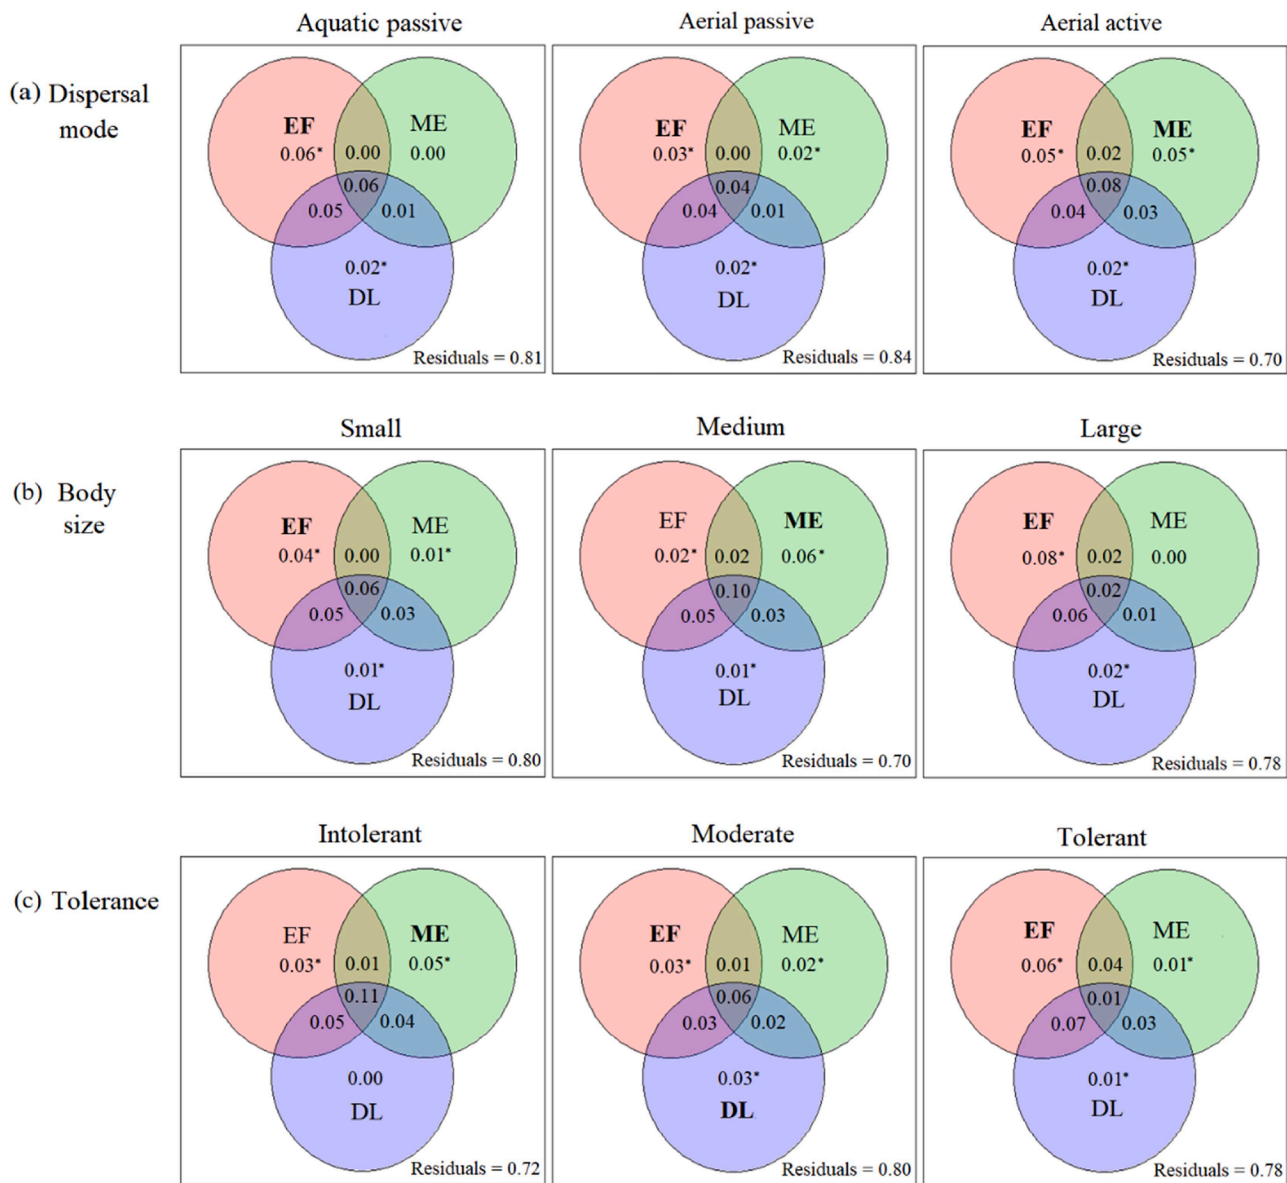 Aquatic passive Aerial passive Aerial active
(a) Dispersal
mode
EF ME EF ME EF ME
0.06* 0.00 0.00 0.03* 0.00 0.02* 0.05* 0.02 0.05*
0.06 0.04 0.08
0.05 0.01 0.04 0.01 0.04 0.03
0.02* 0.02* 0.02*
DL DL DL
Residuals = 0.81 Residuals = 0.84 Residuals = 0.70
Small Medium Large
(b) Body
size
EF ME EF ME EF ME
0.04* 0.00 0.01* 0.02* 0.02 0.06* 0.08* 0.02 0.00
0.06 0.10 0.02
0.05 0.03 0.05 0.03 0.06 0.01
0.01* 0.01* 0.02*
DL DL DL
Residuals = 0.80 Residuals = 0.70 Residuals = 0.78
Intolerant Moderate Tolerant
(c) Tolerance
EF ME EF ME EF ME
0.03* 0.01 0.05* 0.03* 0.01 0.02* 0.06* 0.04 0.01*
0.11 0.06 0.01
0.05 0.04 0.03 0.02 0.07 0.03
0.00 0.03* 0.01*
DL DL DL
Residuals = 0.72 Residuals = 0.80 Residuals = 0.78